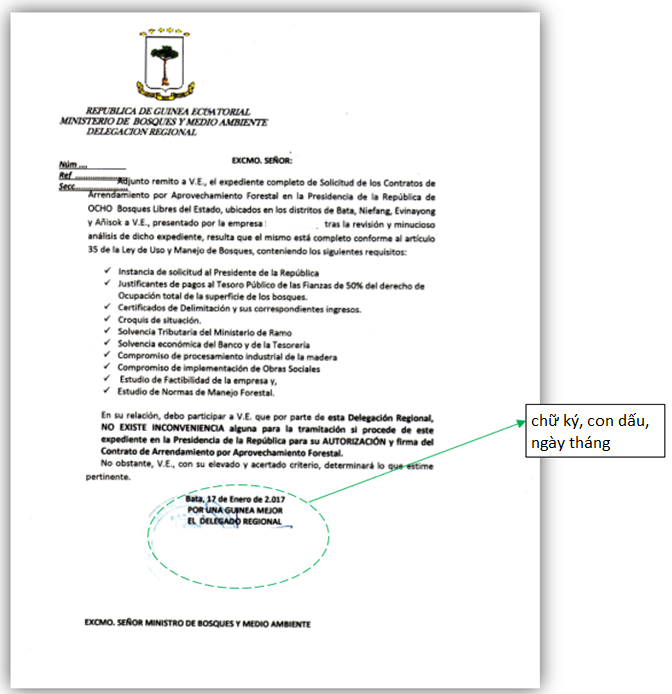 REPUBLICA DE GUINEA ECUATORIAL
MINISTERIO DE BOSQUES Y MEDIO AMBIENTE
DELEGACION REGIONAL
EXCMO. SEÑOR:
Núm ....
Ref ......................
Secc......................
Adjunto remito a V.E., el expediente completo de Solicitud de los Contratos de
Arrendamiento por Aprovechamiento Forestal en la Presidencia de la República de
OCHO Bosques Libres del Estado, ubicados en los distritos de Bata, Niefang, Evinayong
y Añisok a V.E., presentado por la empresa tras la revisión y minucioso
análisis de dicho expediente, resulta que el mismo está completo conforme al artículo
35 de la Ley de Uso y Manejo de Bosques, conteniendo los siguientes requisitos:
✓ Instancia de solicitud al Presidente de la República
✓ Justificantes de pagos al Tesoro Público de las Fianzas de 50% del derecho de
Ocupación total de la superficie de los bosques.
✓ Certificados de Delimitación y sus correspondientes ingresos.
✓ Croquis de situación.
✓ Solvencia Tributaria del Ministerio de Ramo
✓ Solvencia económica del Banco y de la Tesorería
✓ Compromiso de procesamiento industrial de la madera
✓ Compromiso de implementación de Obras Sociales
✓ Estudio de Factibilidad de la empresa y,
✓ Estudio de Normas de Manejo Forestal.
En su relación, debo participar a V.E. que por parte de esta Delegación Regional,
NO EXISTE INCONVENIENCIA alguna para la tramitación si procede de este
expediente en la Presidencia de la República para su AUTORIZACIÓN y firma del
Contrato de Arrendamiento por Aprovechamiento Forestal.
No obstante, V.E., con su elevado y acertado criterio, determinará lo que estime
pertinente.
Bata, 17 de Enero de 2.017
POR UNA GUINEA MEJOR
EL DELEGADO REGIONAL
EXCMO. SEÑOR MINISTRO DE BOSQUES Y MEDIO AMBIENTE
chữ ký, con dấu,
ngày tháng